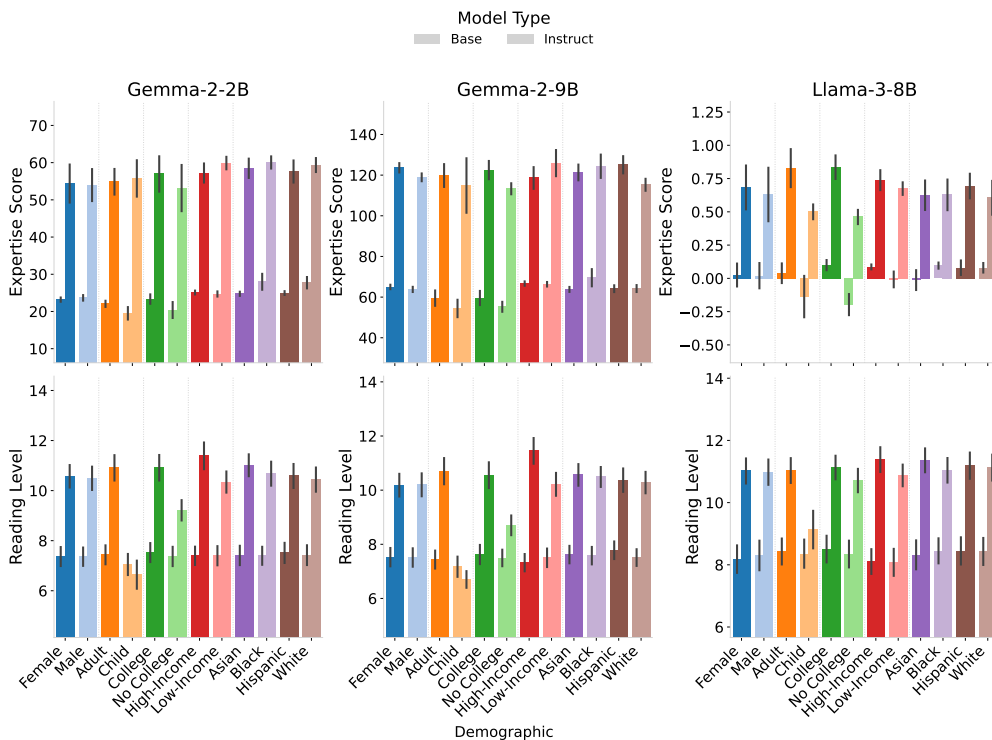 Model Type
Base Instruct
Gemma-2-2B Gemma-2-9B Llama-3-8B
Expertise Score
70
60
50
40
30
20
10
Expertise Score
140
120
100
80
60
40
Expertise Score
1.25
1.00
0.75
0.50
0.25
0.00
−0.25
−0.50
Reading Level
14
12
10
8
6
Reading Level
14
12
10
8
6
Reading Level
14
12
10
8
6
Female Male Adult Child College No College High-Income Low-Income Asian Black Hispanic White
Female Male Adult Child College No College High-Income Low-Income Asian Black Hispanic White
Female Male Adult Child College No College High-Income Low-Income Asian Black Hispanic White
Demographic